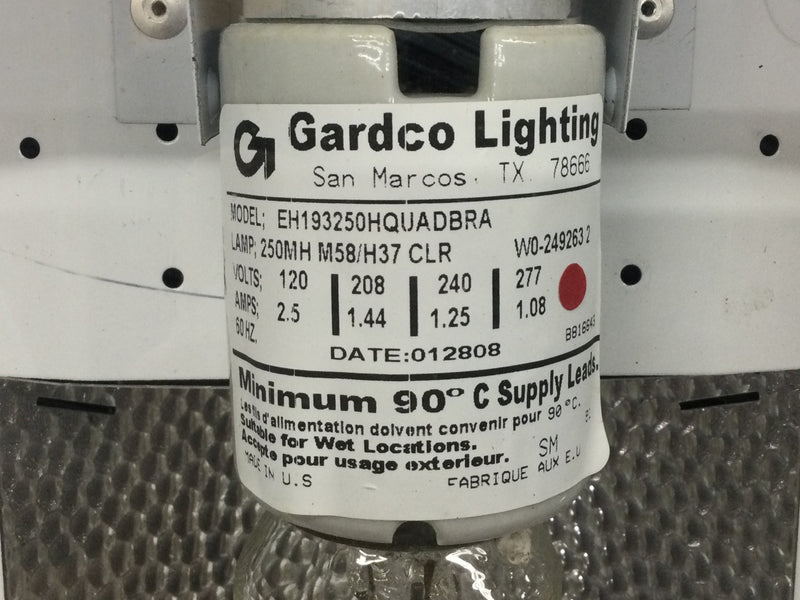 Gardco Lighting
San Marcos, TX. 78666
MODEL; EH193250HQUADBRA
LAMP; 250MH M58/H37 CLR W0-249263 2
VOLTS; 120 208 240 277
AMPS; 2.5 1.44 1.25 1.08
60 HZ.
BB16643
DATE:012808
Minimum 90° C Supply Leads.
Les fils d'alimentation doivent convenir pour 90°C.
Suitable for Wet Locations.
Accepte pour usage exterieur.
SM
MADE IN U.S
FABRIQUE AUX E.U